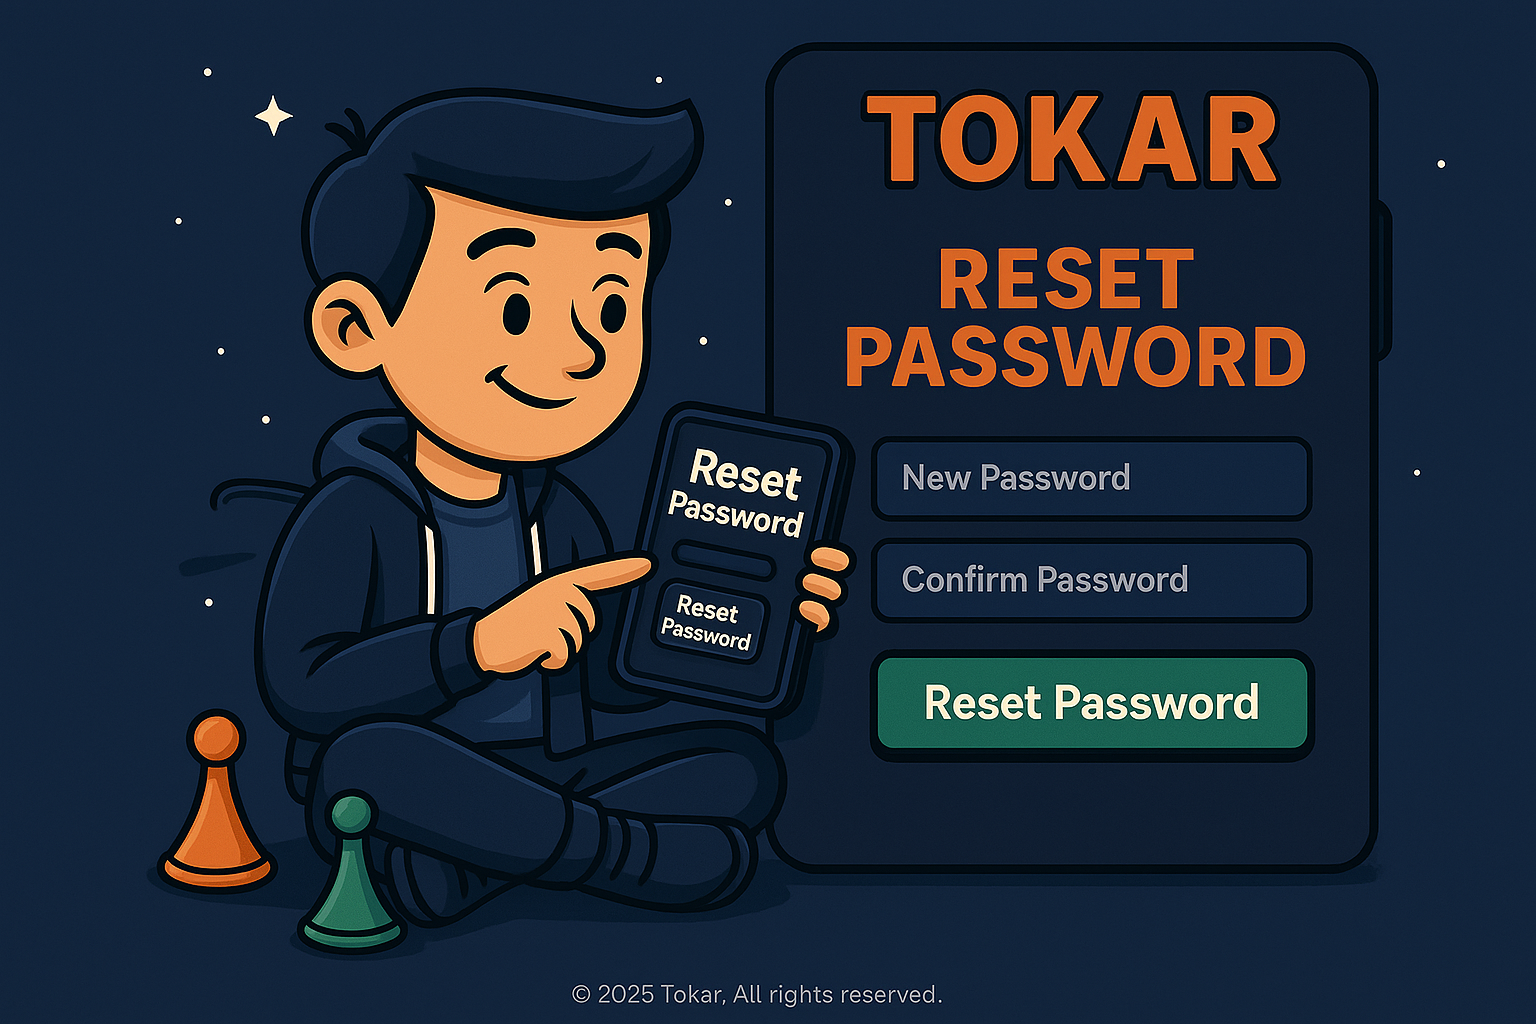 TOKAR
RESET
PASSWORD
New Password
Confirm Password
Reset Password
Reset
Password
Reset
Password
© 2025 Tokar, All rights reserved.